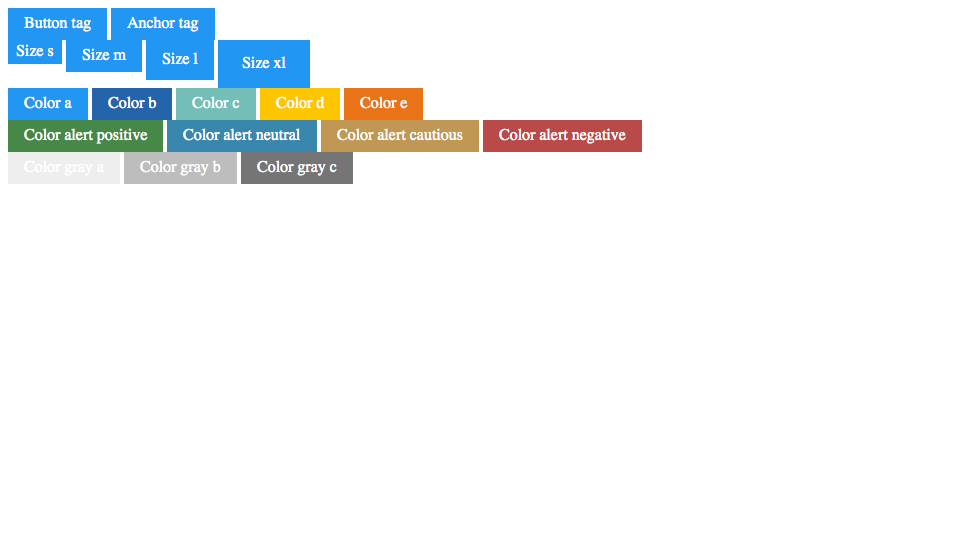 Button tag Anchor tag
Size s Size m Size l Size xl
Color a Color b Color c Color d Color e
Color alert positive Color alert neutral Color alert cautious Color alert negative
Color gray a Color gray b Color gray c